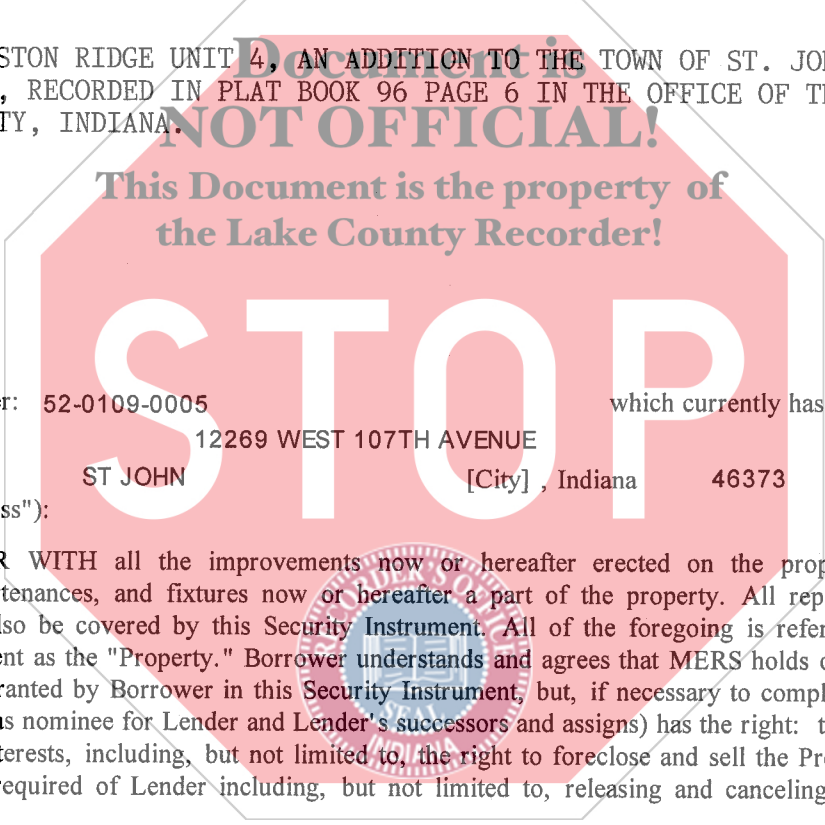 STON RIDGE UNIT 4, AN ADDITION TO THE TOWN OF ST. JO
, RECORDED IN PLAT BOOK 96 PAGE 6 IN THE OFFICE OF T
TY, INDIANA.
Document is
NOT OFFICIAL!
This Document is the property of
the Lake County Recorder!
STOP
r: 52-0109-0005 which currently has
12269 WEST 107TH AVENUE
ST JOHN [City] , Indiana 46373
ss"):
R WITH all the improvements now or hereafter erected on the prop
tenances, and fixtures now or hereafter a part of the property. All rep
lso be covered by this Security Instrument. All of the foregoing is refer
ent as the "Property." Borrower understands and agrees that MERS holds
ranted by Borrower in this Security Instrument, but, if necessary to compl
s nominee for Lender and Lender's successors and assigns) has the right: t
terests, including, but not limited to, the right to foreclose and sell the Pr
required of Lender including, but not limited to, releasing and canceling
RECORDER'S OFFICE
SEAL
INDIANA